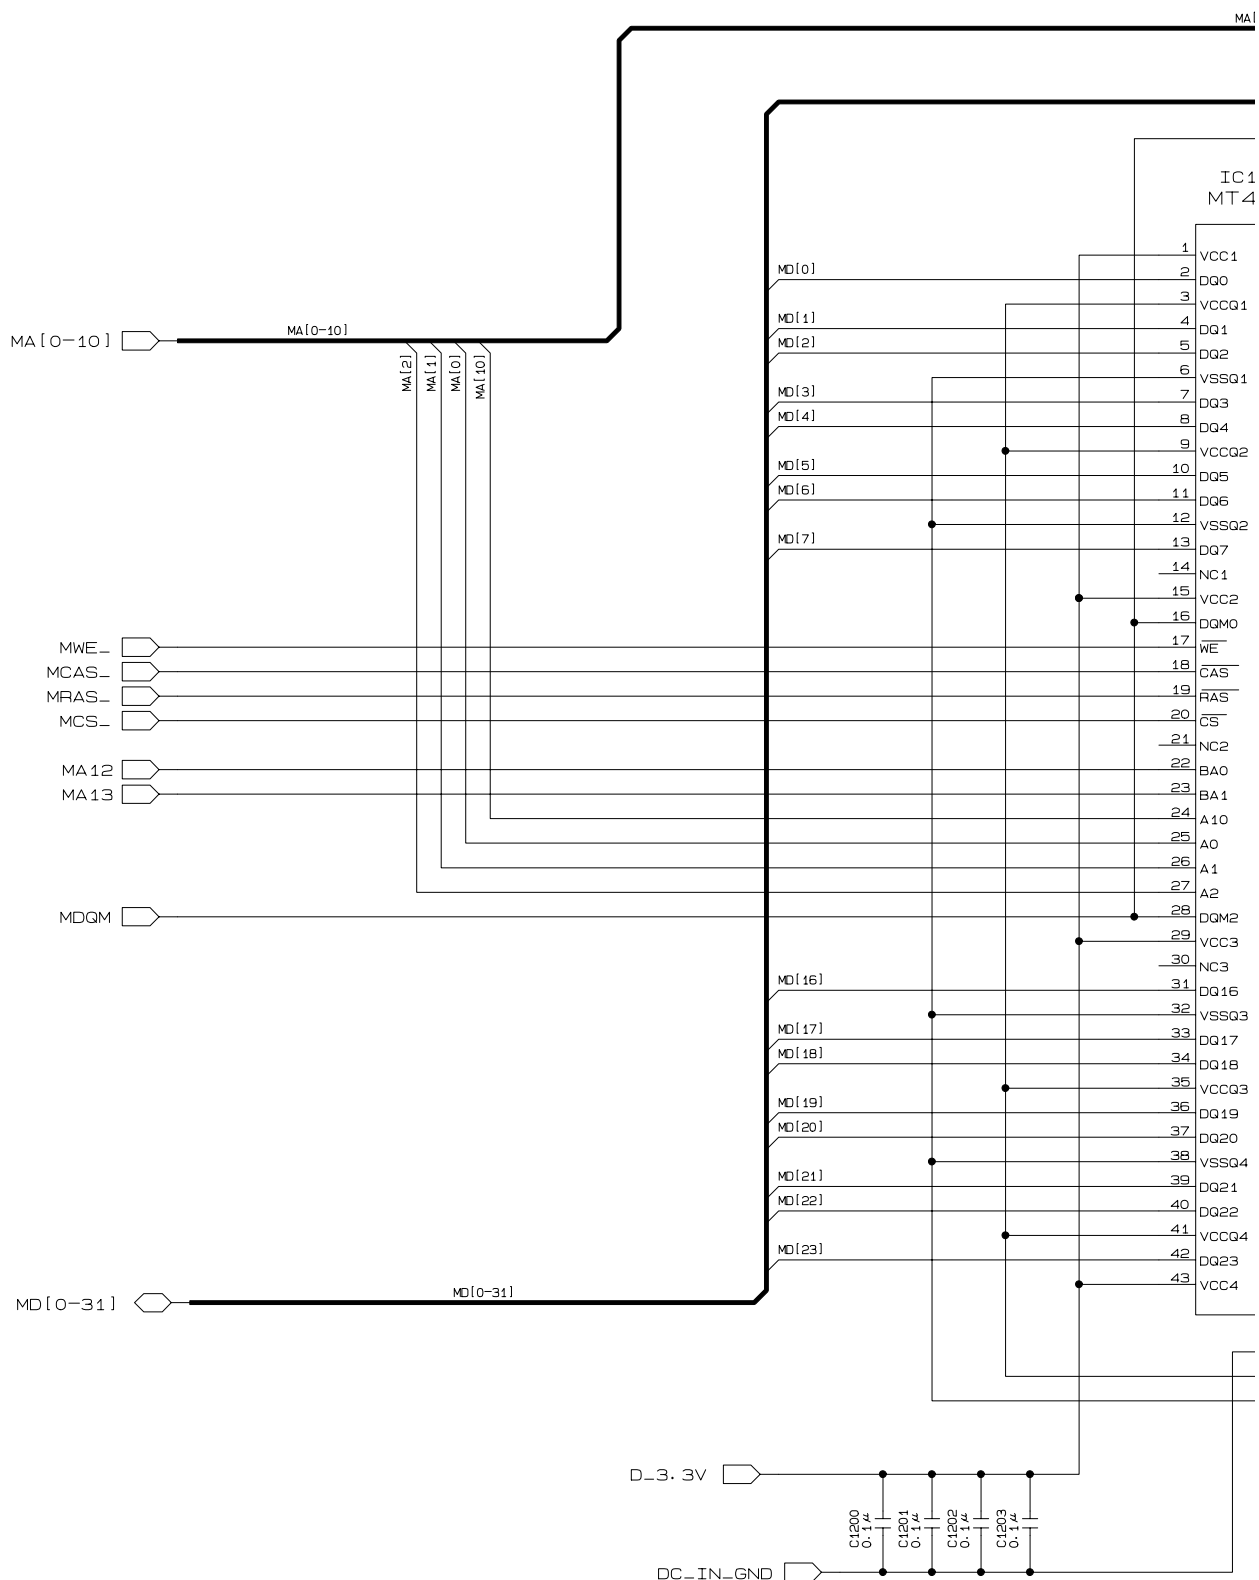 MA[
IC1
MT4
1 VCC1
MD[0] 2 DQ0
3 VCCQ1
MD[1] 4 DQ1
MA[0-10] MA[0-10]
MD[2] 5 DQ2
MA[2] MA[1] MA[0] MA[10]
6 VSSQ1
MD[3] 7 DQ3
MD[4] 8 DQ4
9 VCCQ2
MD[5] 10 DQ5
MD[6] 11 DQ6
12 VSSQ2
MD[7] 13 DQ7
14 NC1
15 VCC2
16 DQM0
MWE_ 17 WE
MCAS_ 18 CAS
MRAS_ 19 RAS
MCS_ 20 CS
21 NC2
MA12 22 BA0
MA13 23 BA1
24 A10
25 A0
26 A1
27 A2
MDQM 28 DQM2
29 VCC3
30 NC3
MD[16] 31 DQ16
32 VSSQ3
MD[17] 33 DQ17
MD[18] 34 DQ18
35 VCCQ3
MD[19] 36 DQ19
MD[20] 37 DQ20
38 VSSQ4
MD[21] 39 DQ21
MD[22] 40 DQ22
41 VCCQ4
MD[23] 42 DQ23
43 VCC4
MD[0-31] MD[0-31]
D_3.3V
C1200 0.1µ
C1201 0.1µ
C1202 0.1µ
C1203 0.1µ
DC_IN_GND